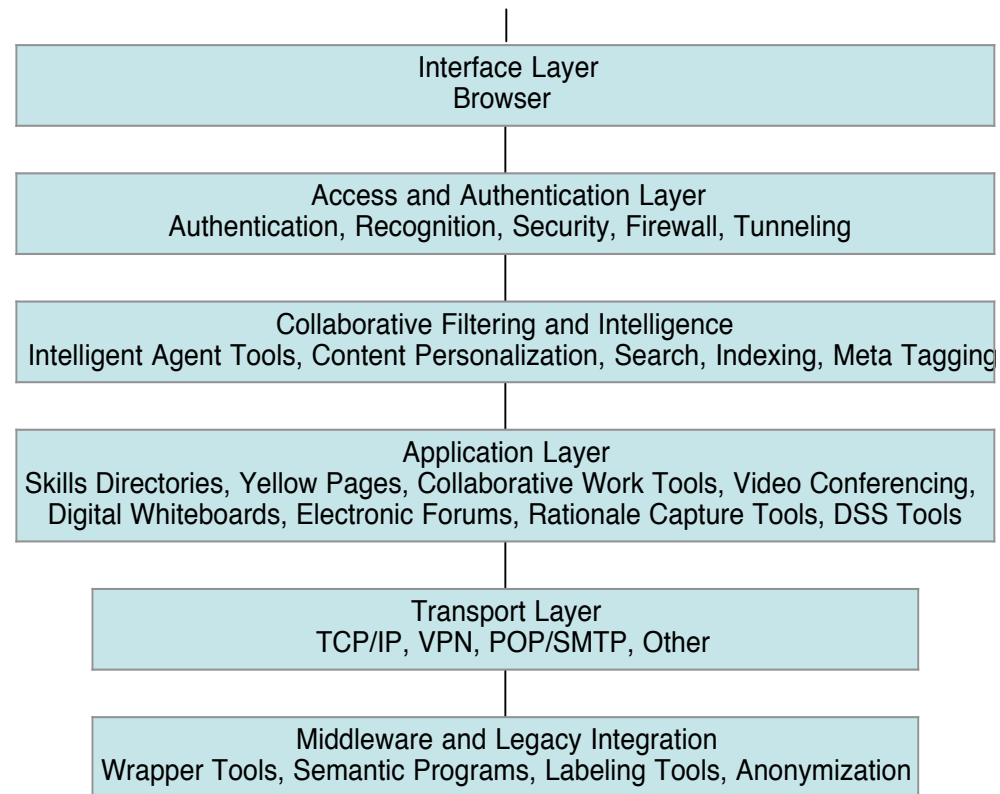 Interface Layer
Browser
Access and Authentication Layer
Authentication, Recognition, Security, Firewall, Tunneling
Collaborative Filtering and Intelligence
Intelligent Agent Tools, Content Personalization, Search, Indexing, Meta Tagging
Application Layer
Skills Directories, Yellow Pages, Collaborative Work Tools, Video Conferencing,
Digital Whiteboards, Electronic Forums, Rationale Capture Tools, DSS Tools
Transport Layer
TCP/IP, VPN, POP/SMTP, Other
Middleware and Legacy Integration
Wrapper Tools, Semantic Programs, Labeling Tools, Anonymization